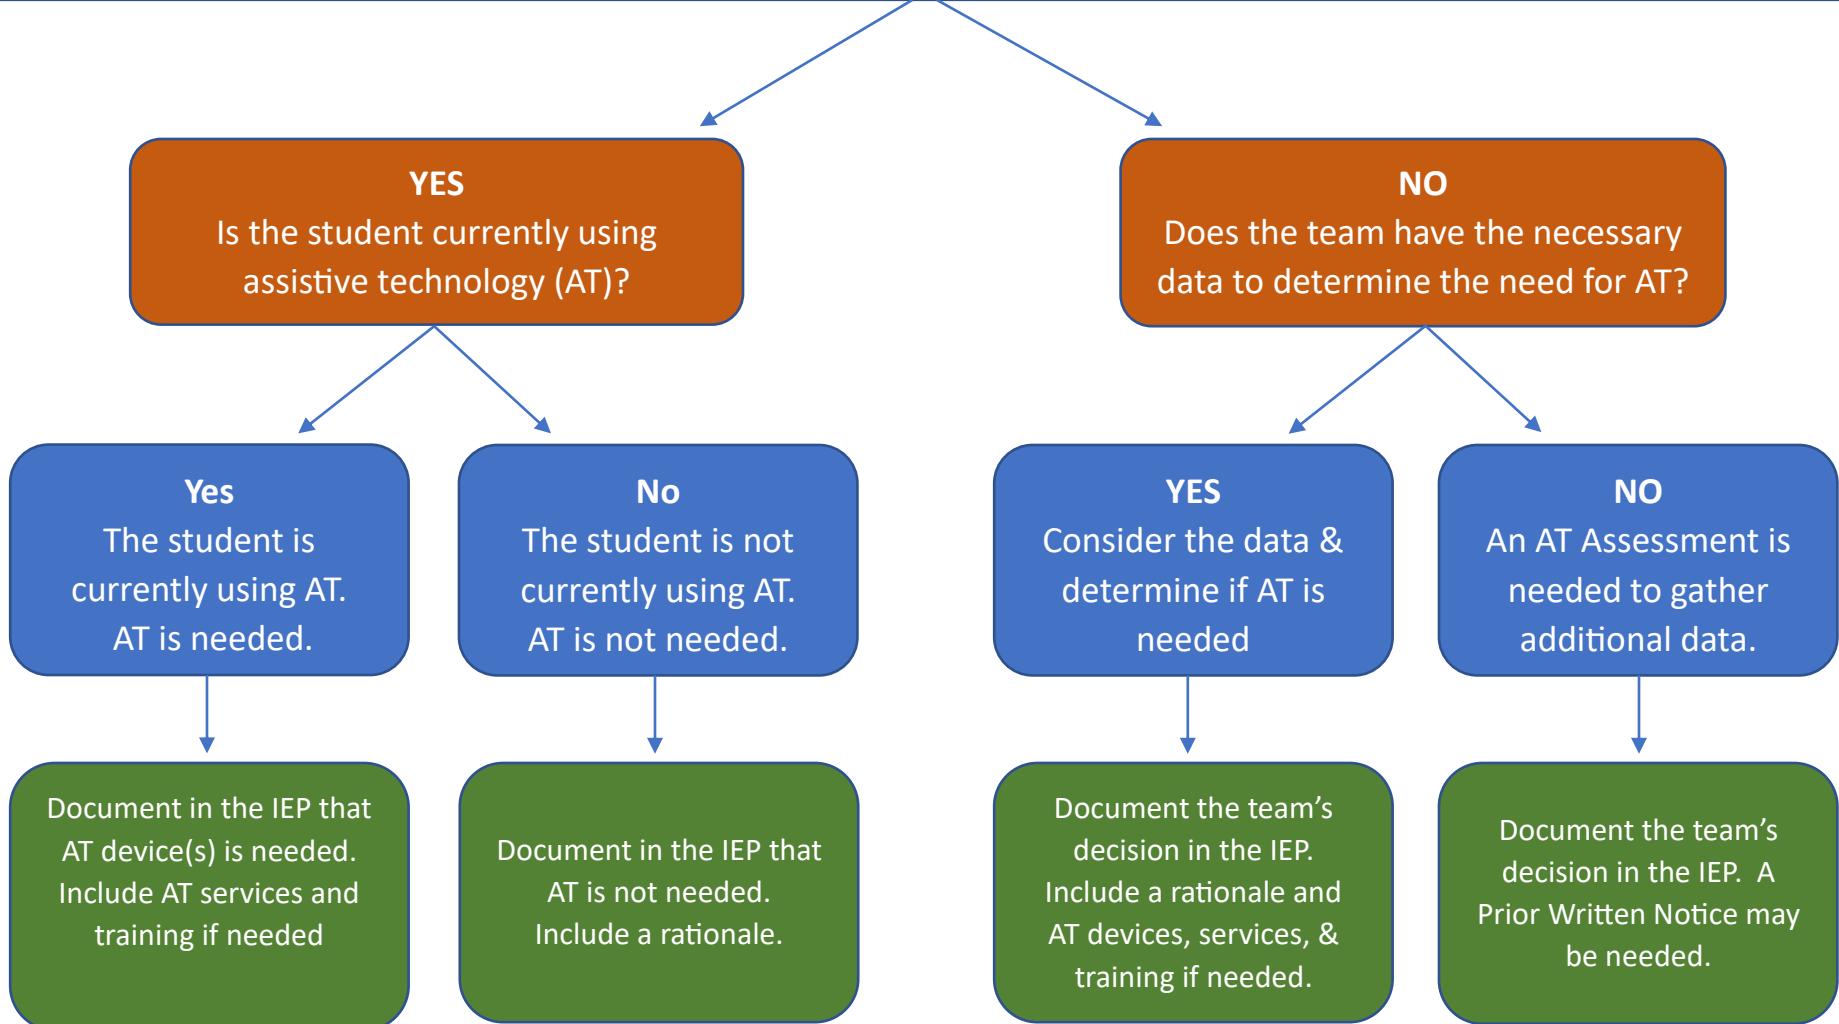 YES
Is the student currently using
assistive technology (AT)?
NO
Does the team have the necessary
data to determine the need for AT?
Yes
The student is
currently using AT.
AT is needed.
No
The student is not
currently using AT.
AT is not needed.
YES
Consider the data &
determine if AT is
needed
NO
An AT Assessment is
needed to gather
additional data.
Document in the IEP that
AT device(s) is needed.
Include AT services and
training if needed
Document in the IEP that
AT is not needed.
Include a rationale.
Document the team’s
decision in the IEP.
Include a rationale and
AT devices, services, &
training if needed.
Document the team’s
decision in the IEP.  A
Prior Written Notice may
be needed.